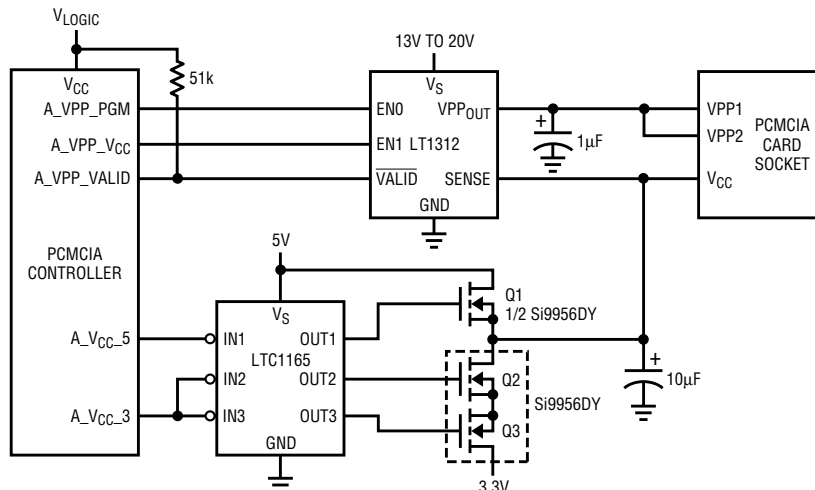 VLOGIC
51k
13V TO 20V
VCC
A_VPP_PGM
A_VPP_VCC
A_VPP_VALID
PCMCIA
CONTROLLER
A_VCC_5
A_VCC_3
VS
EN0
EN1
LT1312
VALID
VPPOUT
SENSE
GND
+
1µF
VPP1
VPP2
VCC
PCMCIA
CARD
SOCKET
5V
VS
LTC1165
IN1
IN2
IN3
OUT1
OUT2
OUT3
GND
Q1
1/2 Si9956DY
Q2
Q3
Si9956DY
3.3V
+
10µF